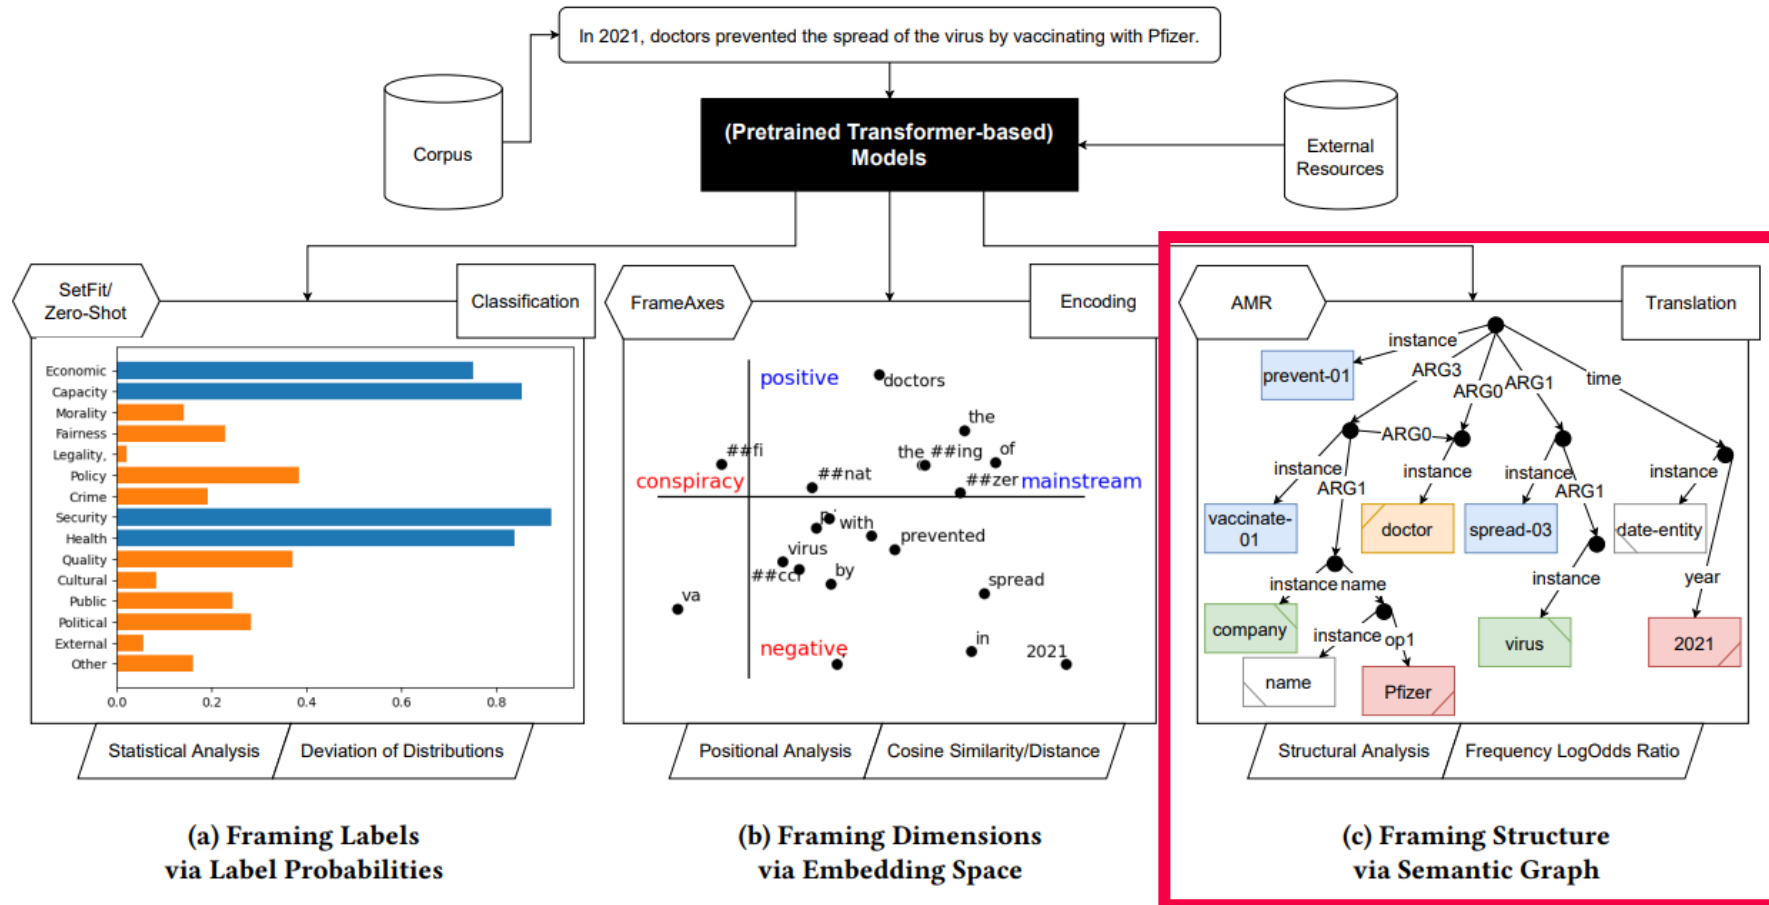 In 2021, doctors prevented the spread of the virus by vaccinating with Pfizer.
Corpus
(Pretrained Transformer-based)
Models
External
Resources
SetFit/
Zero-Shot
Classification
Economic
Capacity
Morality
Fairness
Legality,
Policy
Crime
Security
Health
Quality
Cultural
Public
Political
External
Other
0.0
0.2
0.4
0.6
0.8
Statistical Analysis
Deviation of Distributions
(a) Framing Labels
via Label Probabilities
FrameAxes
Encoding
positive
doctors
the
##fi
the
##ing
of
conspiracy
##nat
##zer
mainstream
with
prevented
virus
by
spread
va
negative
in
2021
Positional Analysis
Cosine Similarity/Distance
(b) Framing Dimensions
via Embedding Space
AMR
Translation
instance
prevent-01
ARG3
ARG0
ARG1
time
ARG0
instance
ARG1
instance
instance
ARG1
instance
vaccinate-
01
doctor
spread-03
date-entity
instance
name
instance
year
company
instance
op1
virus
2021
name
Pfizer
Structural Analysis
Frequency LogOdds Ratio
(c) Framing Structure
via Semantic Graph